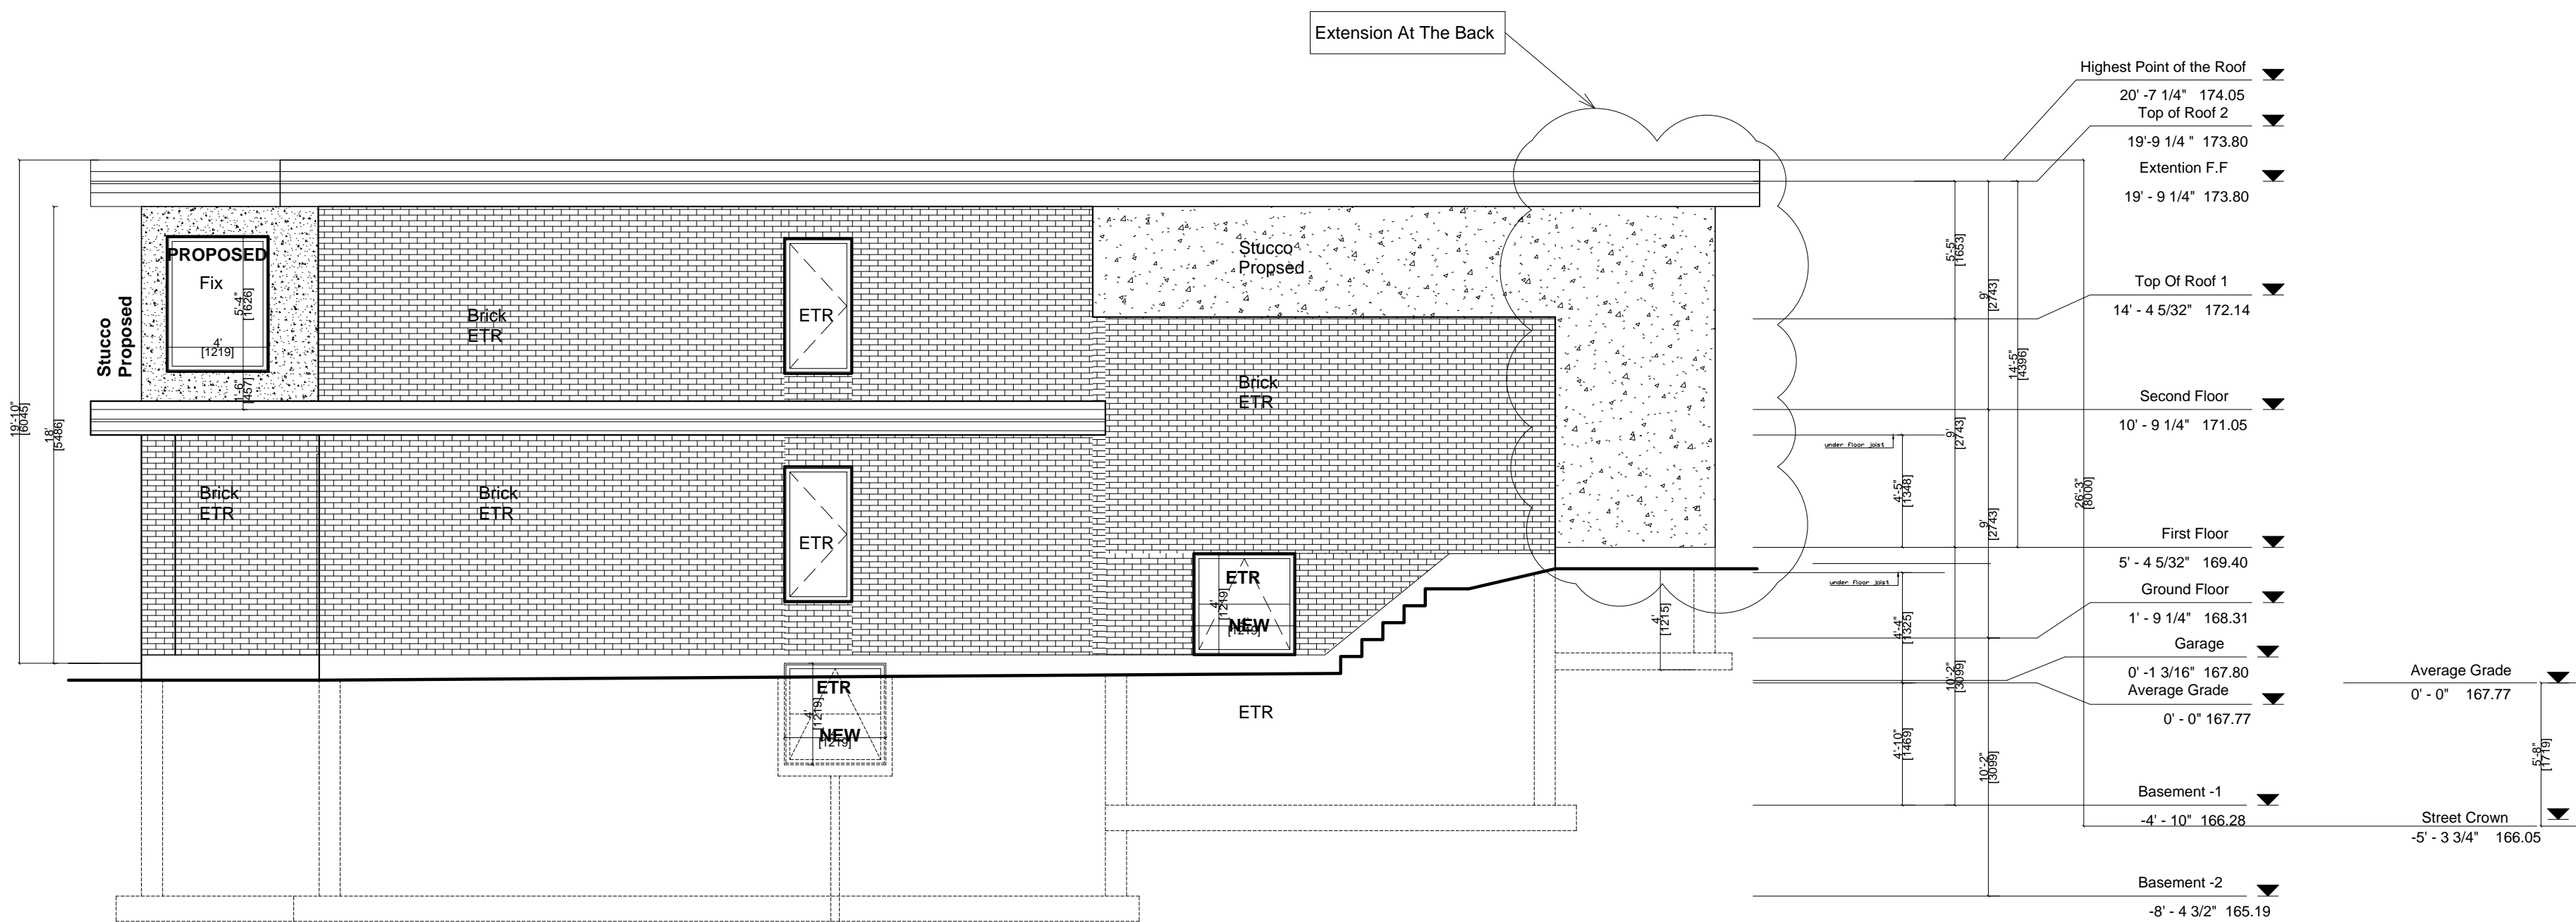 Extension At The Back
Highest Point of the Roof
20' -7 1/4" 174.05
Top of Roof 2
19'-9 1/4 " 173.80
Extention F.F
19' - 9 1/4" 173.80
Top Of Roof 1
14' - 4 5/32" 172.14
Second Floor
10' - 9 1/4" 171.05
First Floor
5' - 4 5/32" 169.40
Ground Floor
1' - 9 1/4" 168.31
Garage
0' -1 3/16" 167.80
Average Grade
0' - 0" 167.77
Basement -1
-4' - 10" 166.28
Basement -2
-8' - 4 3/2" 165.19
Average Grade
0' - 0" 167.77
Street Crown
-5' - 3 3/4" 166.05
5'-8"
[1719]
19'-10"
[6045]
18'
[5486]
Stucco
Proposed
PROPOSED
Fix
5'-4"
[1626]
4'
[1219]
1'-6"
[457]
Brick
ETR
ETR
Stucco
Propsed
Brick
ETR
Brick
ETR
Brick
ETR
ETR
ETR
4'
[1219]
NEW
[1219]
ETR
4'
[1219]
NEW
[1219]
ETR
4'
[1215]
5'-5"
[1653]
9'
[2743]
14'-5"
[4396]
9'
[2743]
under floor joist
4'-5"
[1348]
9'
[2743]
26'-3"
[8000]
under floor joist
4'-4"
[1325]
10'-2"
[3099]
4'-10"
[1469]
10'-2"
[3099]